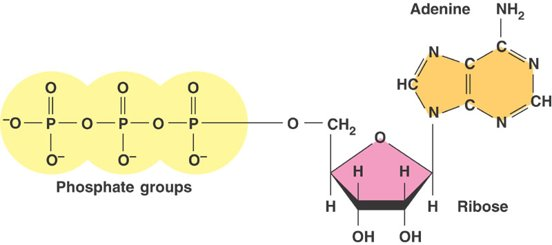 Adenine NH₂
N C N
HC C CH
N N
O O O
⁻O P O P O P O CH₂ O
O⁻ O⁻ O⁻
Phosphate groups
H H
H H Ribose
OH OH